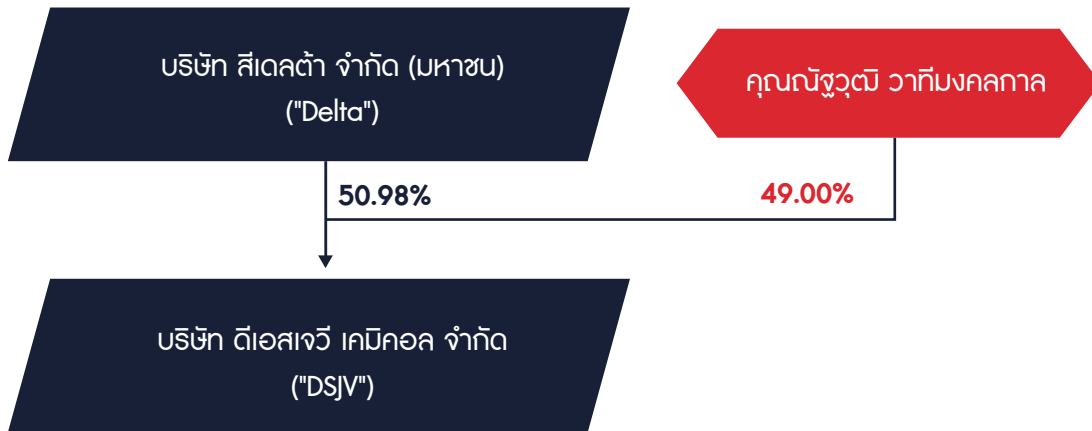 บริษัท สีเดลต้า จำกัด (มหาชน)
("Delta")
คุณณัฐวุฒิ วาทีมงคลกาล
50.98%
49.00%
บริษัท ดีเอสเจวี เคมิคอล จำกัด
("DSJV")